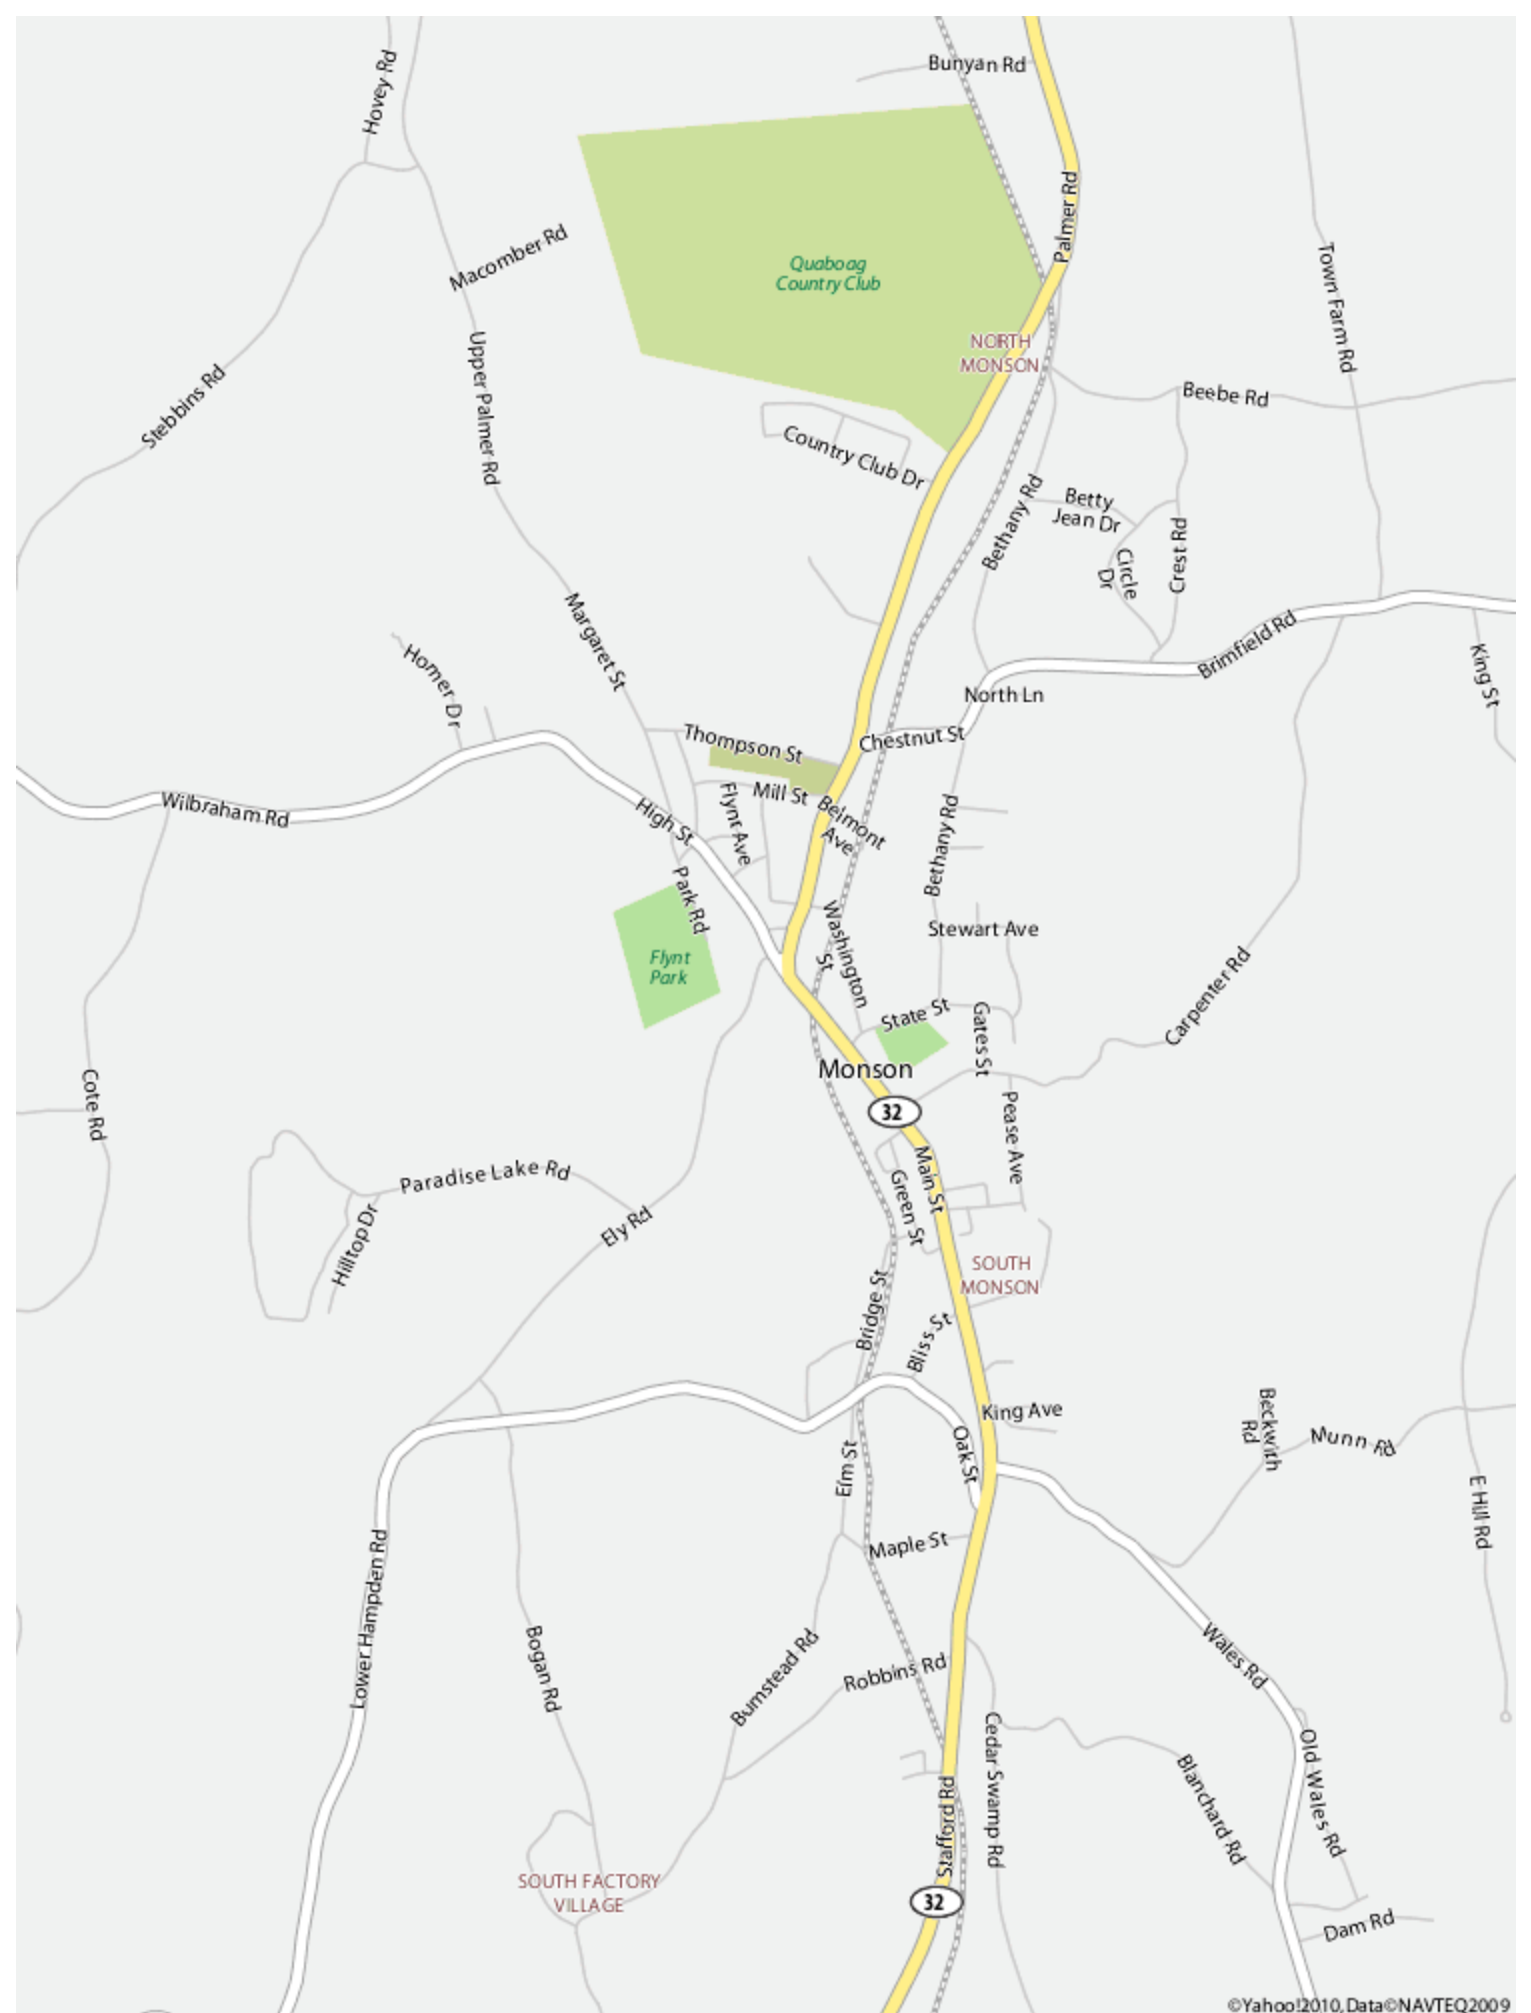 Bunyan Rd
Hovey Rd
Palmer Rd
Macomber Rd
Quaboag
Country Club
Town Farm Rd
NORTH
MONSON
Upper Palmer Rd
Stebbins Rd
Beebe Rd
Country Club Dr
Bethany Rd
Betty
Jean Dr
Crest Rd
Circle
Dr
Margaret St
Brimfield Rd
Homer Dr
King St
North Ln
Thompson St
Chestnut St
Wilbraham Rd
High St
Flynt Ave
Mill St
Belmont
Ave
Bethany Rd
Park Rd
Washington
St
Stewart Ave
Flynt
Park
Carpenter Rd
State St
Gates St
Monson
Cote Rd
32
Pease Ave
Main St
Paradise Lake Rd
Green St
Hilltop Dr
Ely Rd
SOUTH
MONSON
Bridge St
Bliss St
King Ave
Beckwith
Rd
Munn Rd
Oak St
Elm St
E Hill Rd
Lower Hampden Rd
Maple St
Bogan Rd
Bumstead Rd
Robbins Rd
Wales Rd
Cedar Swamp Rd
Old Wales Rd
Blanchard Rd
Stafford Rd
SOUTH FACTORY
VILLAGE
32
Dam Rd
©Yahoo!2010, Data©NAVTEQ2009